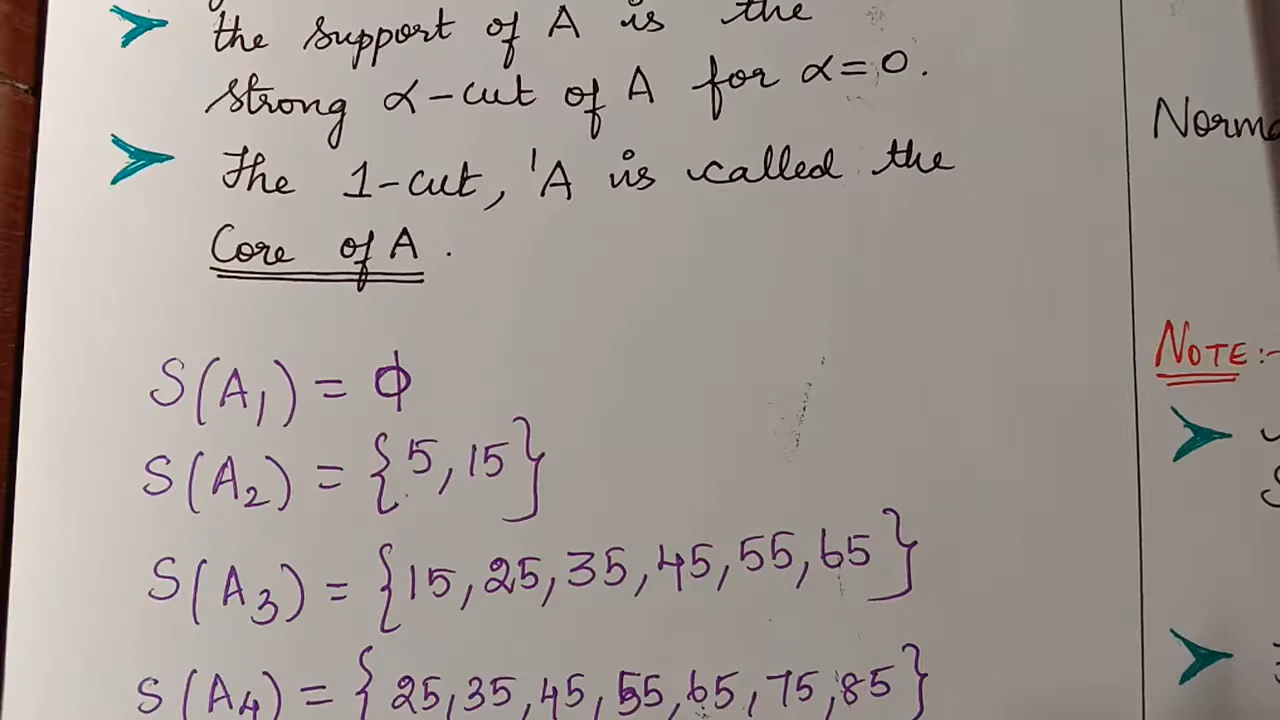 the support of A is the
strong α-cut of A for α=0.
The 1-cut, ¹A is called the
Core of A.
S(A₁) = ϕ
S(A₂) = {5,15}
S(A₃) = {15,25,35,45,55,65}
S(A₄) = {25,35,45,55,65,75,85}
NOTE:-